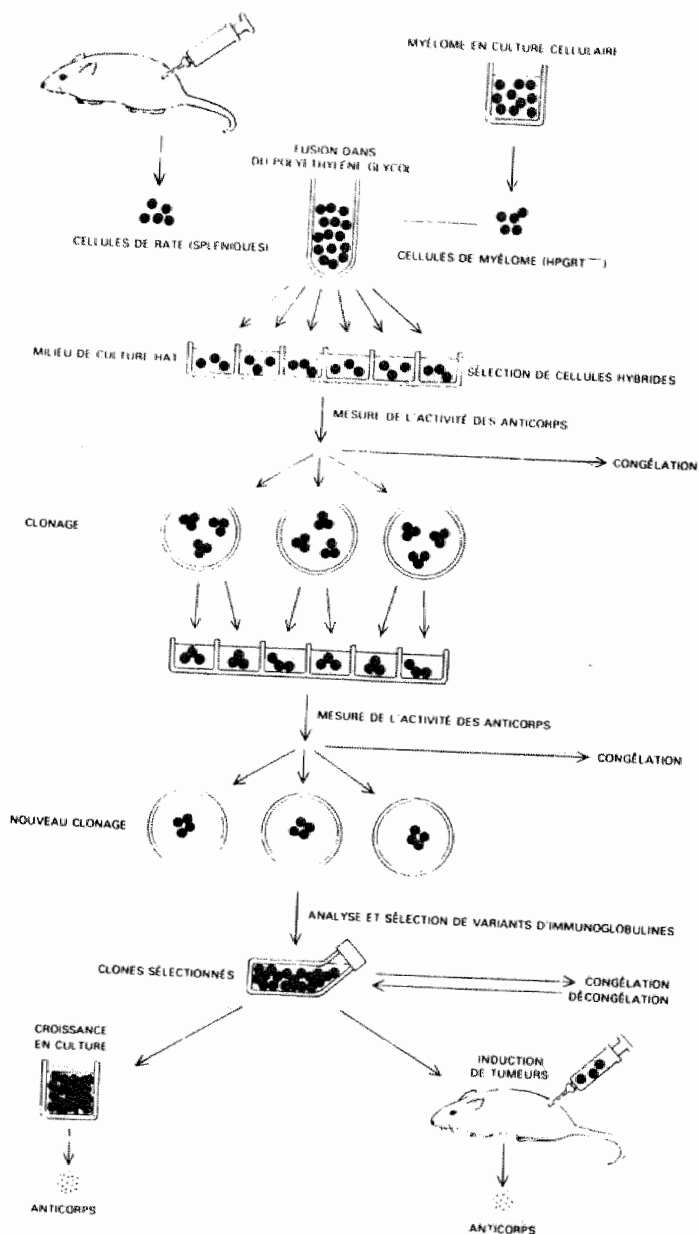 MYÉLOME EN CULTURE CELLULAIRE
FUSION DANS
DU POLYÉTHYLÈNE GLYCOL
CELLULES DE RATE (SPLÉNIQUES)
CELLULES DE MYÉLOME (HPGRT—)
MILIEU DE CULTURE HAT
SÉLECTION DE CELLULES HYBRIDES
MESURE DE L'ACTIVITÉ DES ANTICORPS
CONGÉLATION
CLONAGE
MESURE DE L'ACTIVITÉ DES ANTICORPS
CONGÉLATION
NOUVEAU CLONAGE
ANALYSE ET SÉLECTION DE VARIANTS D'IMMUNOGLOBULINES
CLONES SÉLECTIONNÉS
CONGÉLATION
DÉCONGÉLATION
CROISSANCE
EN CULTURE
INDUCTION
DE TUMEURS
ANTICORPS
ANTICORPS